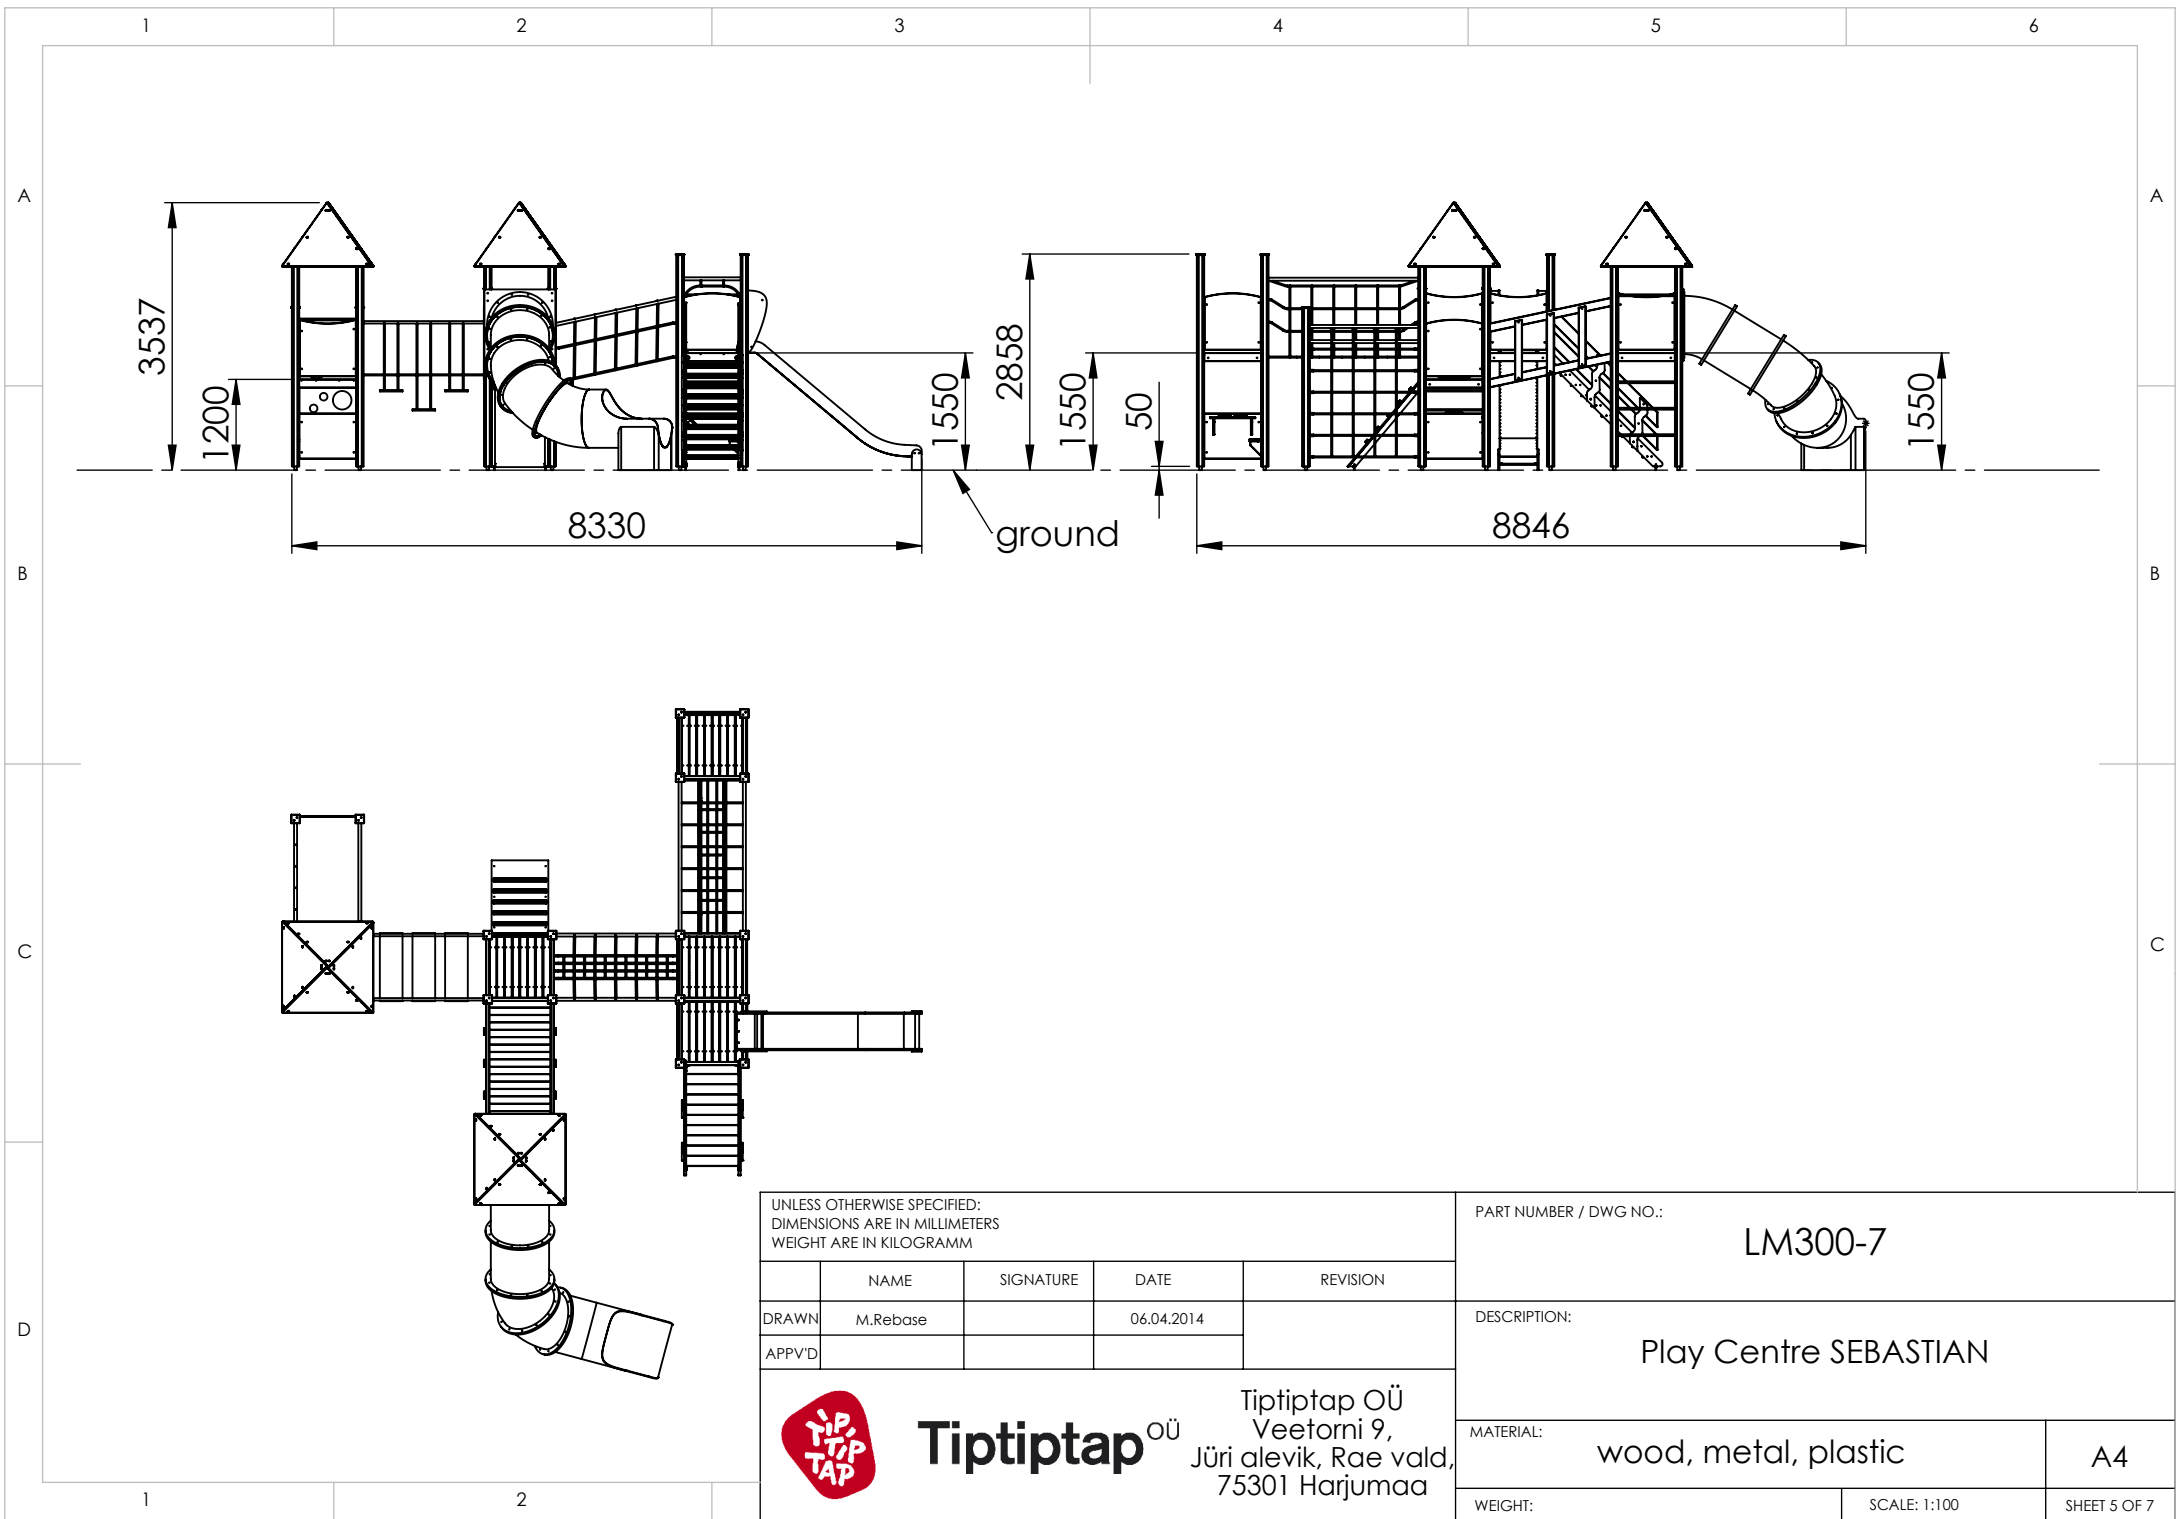 1 2 3 4 5 6
A A
3537
1200
1550
2858
1550
50
1550
8330
ground
8846
B B
C C
D
UNLESS OTHERWISE SPECIFIED:
DIMENSIONS ARE IN MILLIMETERS
WEIGHT ARE IN KILOGRAMM
NAME SIGNATURE DATE REVISION
DRAWN M.Rebase 06.04.2014
APPV'D
PART NUMBER / DWG NO.:
LM300-7
DESCRIPTION:
Play Centre SEBASTIAN
TIP
TIP
TAP
Tiptiptap OÜ
Tiptiptap OÜ
Veetorni 9,
Jüri alevik, Rae vald,
75301 Harjumaa
MATERIAL:
wood, metal, plastic
A4
WEIGHT:
SCALE: 1:100
SHEET 5 OF 7
1 2